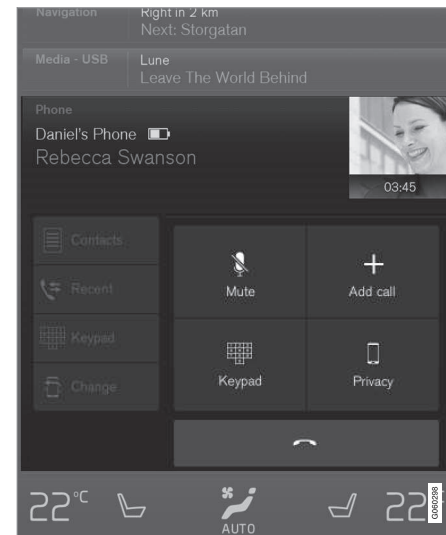 Navigation
Right in 2 km
Next: Storgatan
Media - USB
Lune
Leave The World Behind
Phone
Daniel's Phone
Rebecca Swanson
03:45
Contacts
Recent
Keypad
Change
Mute
Add call
Keypad
Privacy
22°C
AUTO
22
G060298